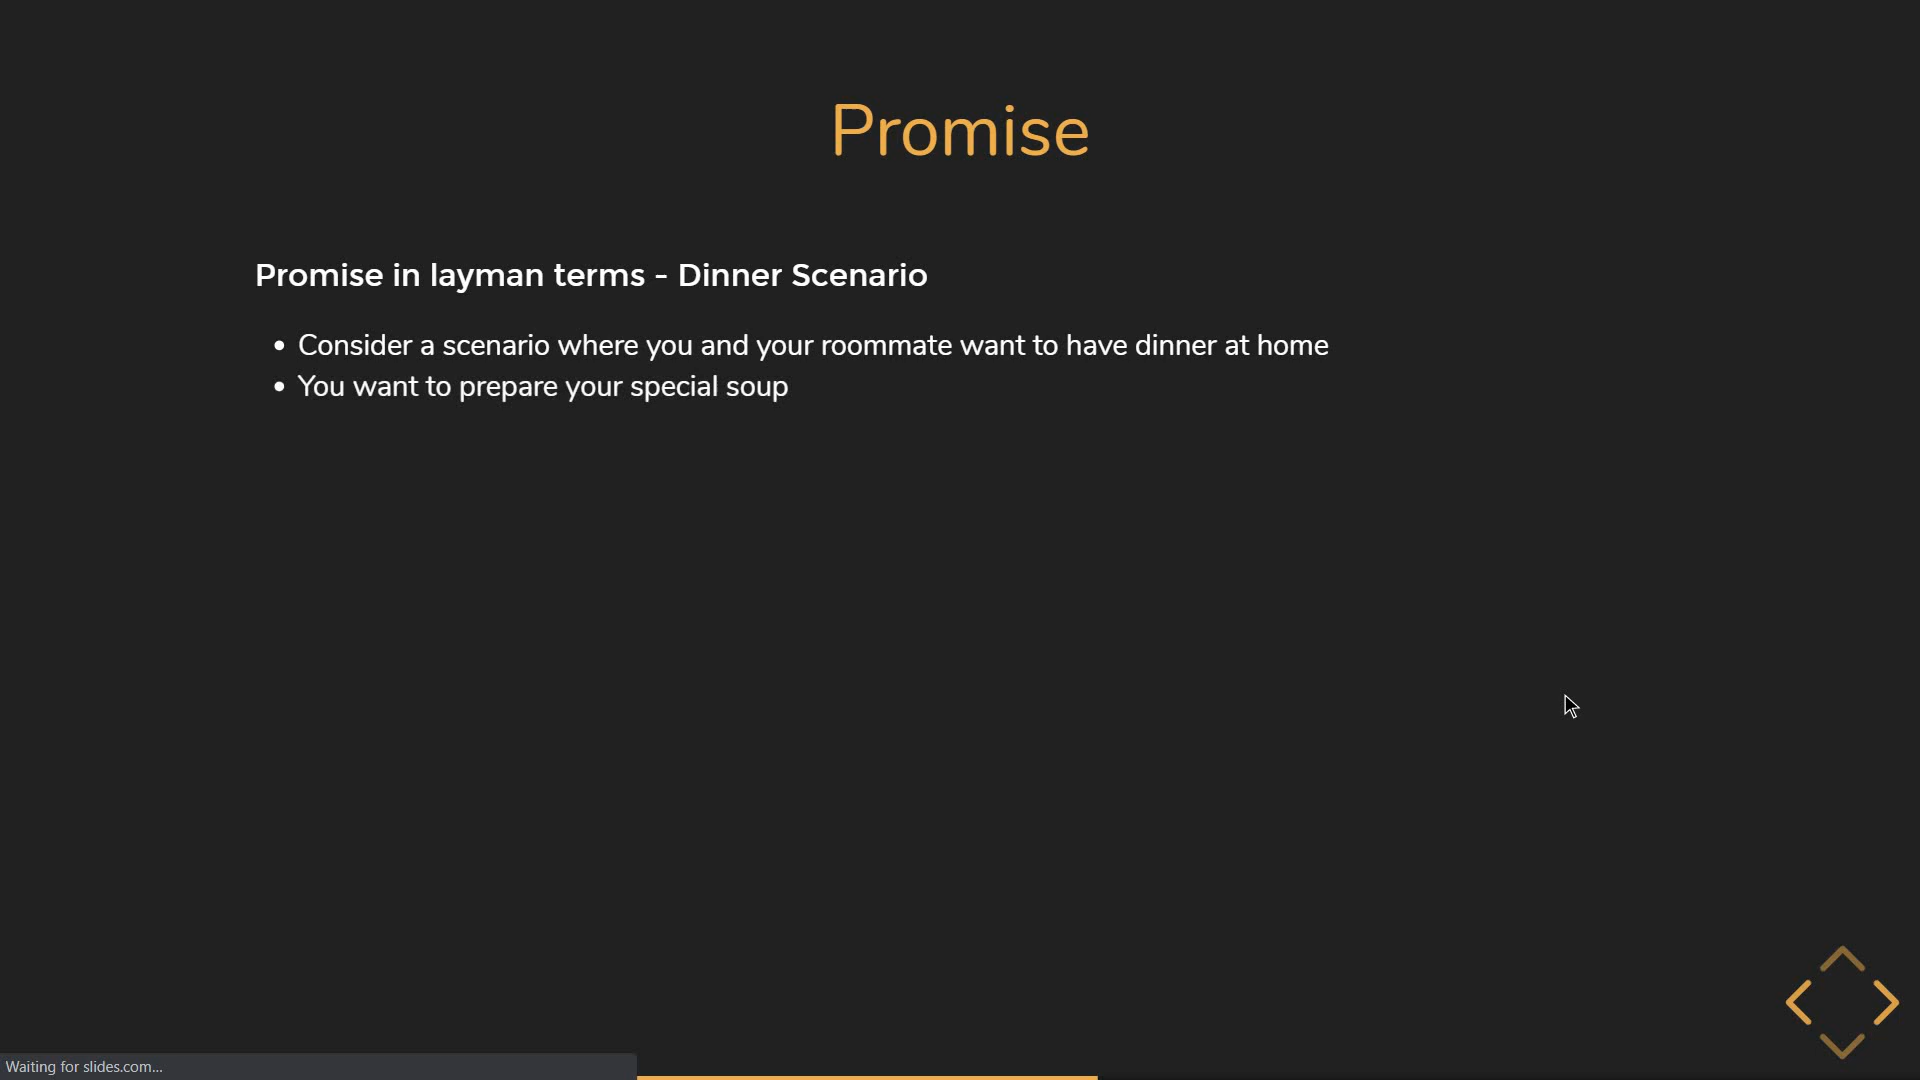 Promise
Promise in layman terms - Dinner Scenario
• Consider a scenario where you and your roommate want to have dinner at home
• You want to prepare your special soup
Waiting for slides.com...